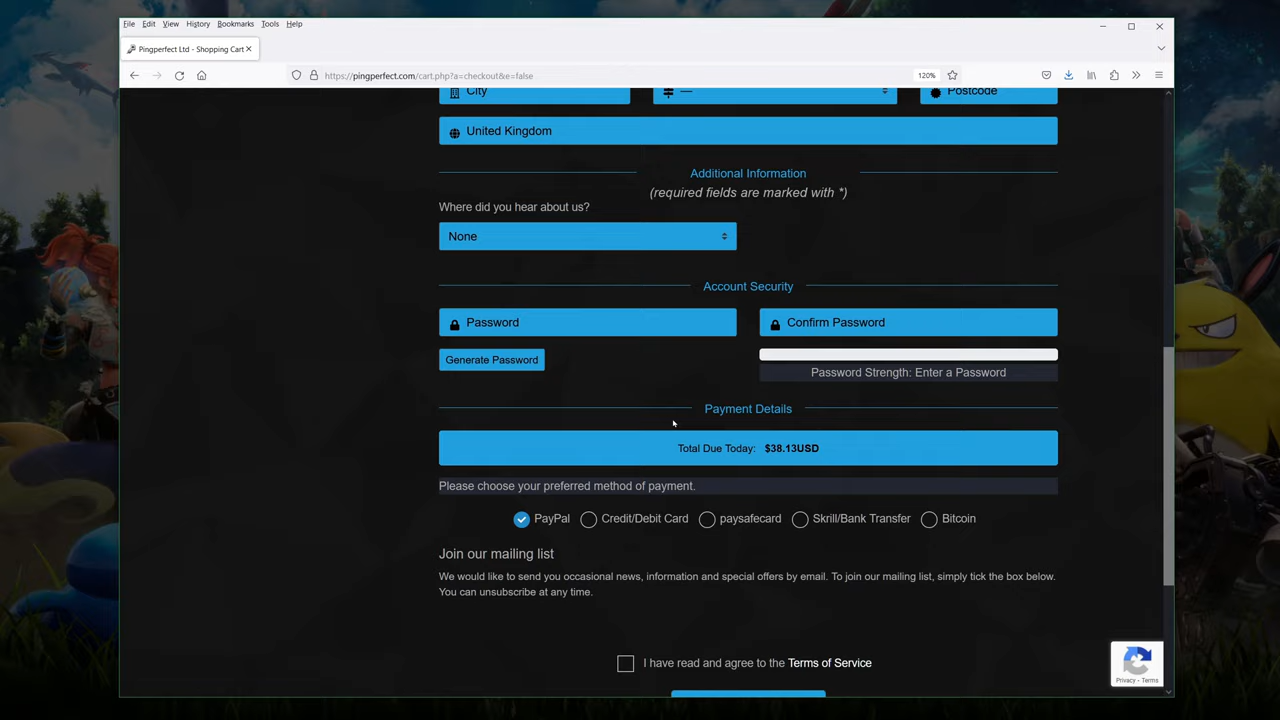 File Edit View History Bookmarks Tools Help
Pingperfect Ltd - Shopping Cart
https://pingperfect.com/cart.php?a=checkout&e=false
120%
City
—
Postcode
United Kingdom
Additional Information
(required fields are marked with *)
Where did you hear about us?
None
Account Security
Password
Confirm Password
Generate Password
Password Strength: Enter a Password
Payment Details
Total Due Today: $38.13USD
Please choose your preferred method of payment.
PayPal
Credit/Debit Card
paysafecard
Skrill/Bank Transfer
Bitcoin
Join our mailing list
We would like to send you occasional news, information and special offers by email. To join our mailing list, simply tick the box below.
You can unsubscribe at any time.
I have read and agree to the Terms of Service
Privacy - Terms